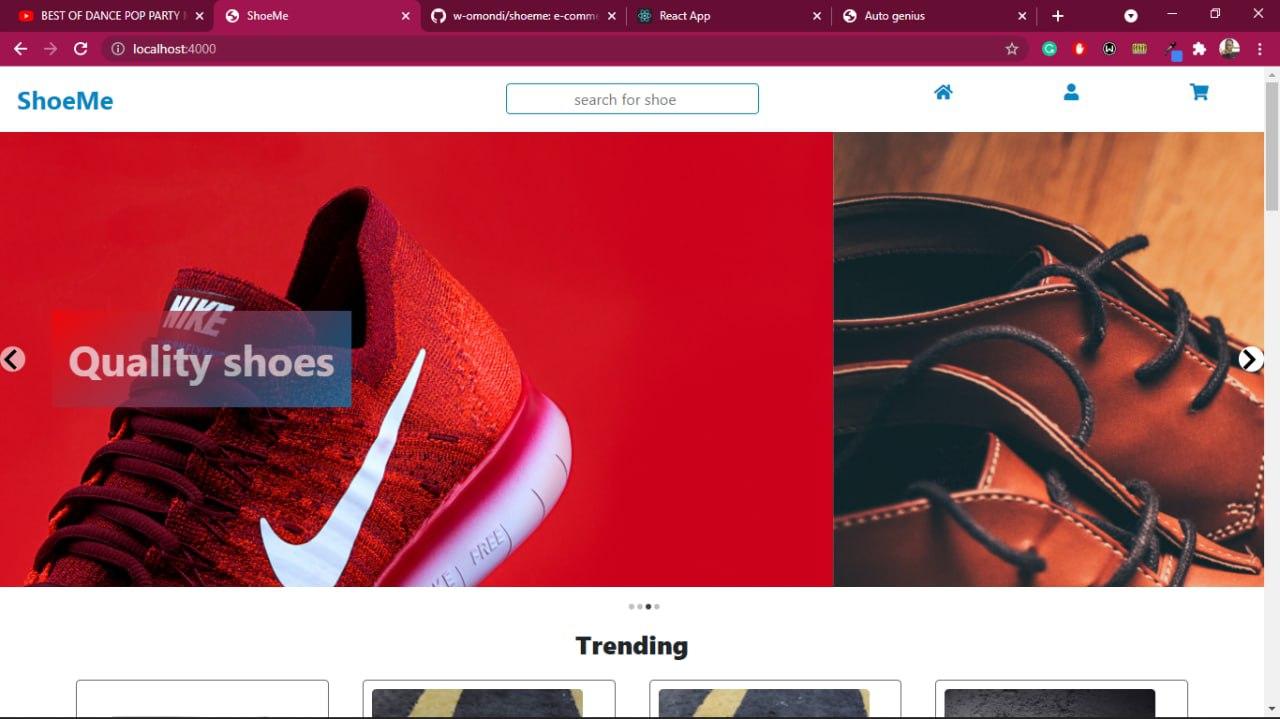 BEST OF DANCE POP PARTY
ShoeMe
w-omondi/shoeme: e-comme
React App
Auto genius
localhost:4000
ShoeMe
search for shoe
NIKE
Quality shoes
FREE
Trending